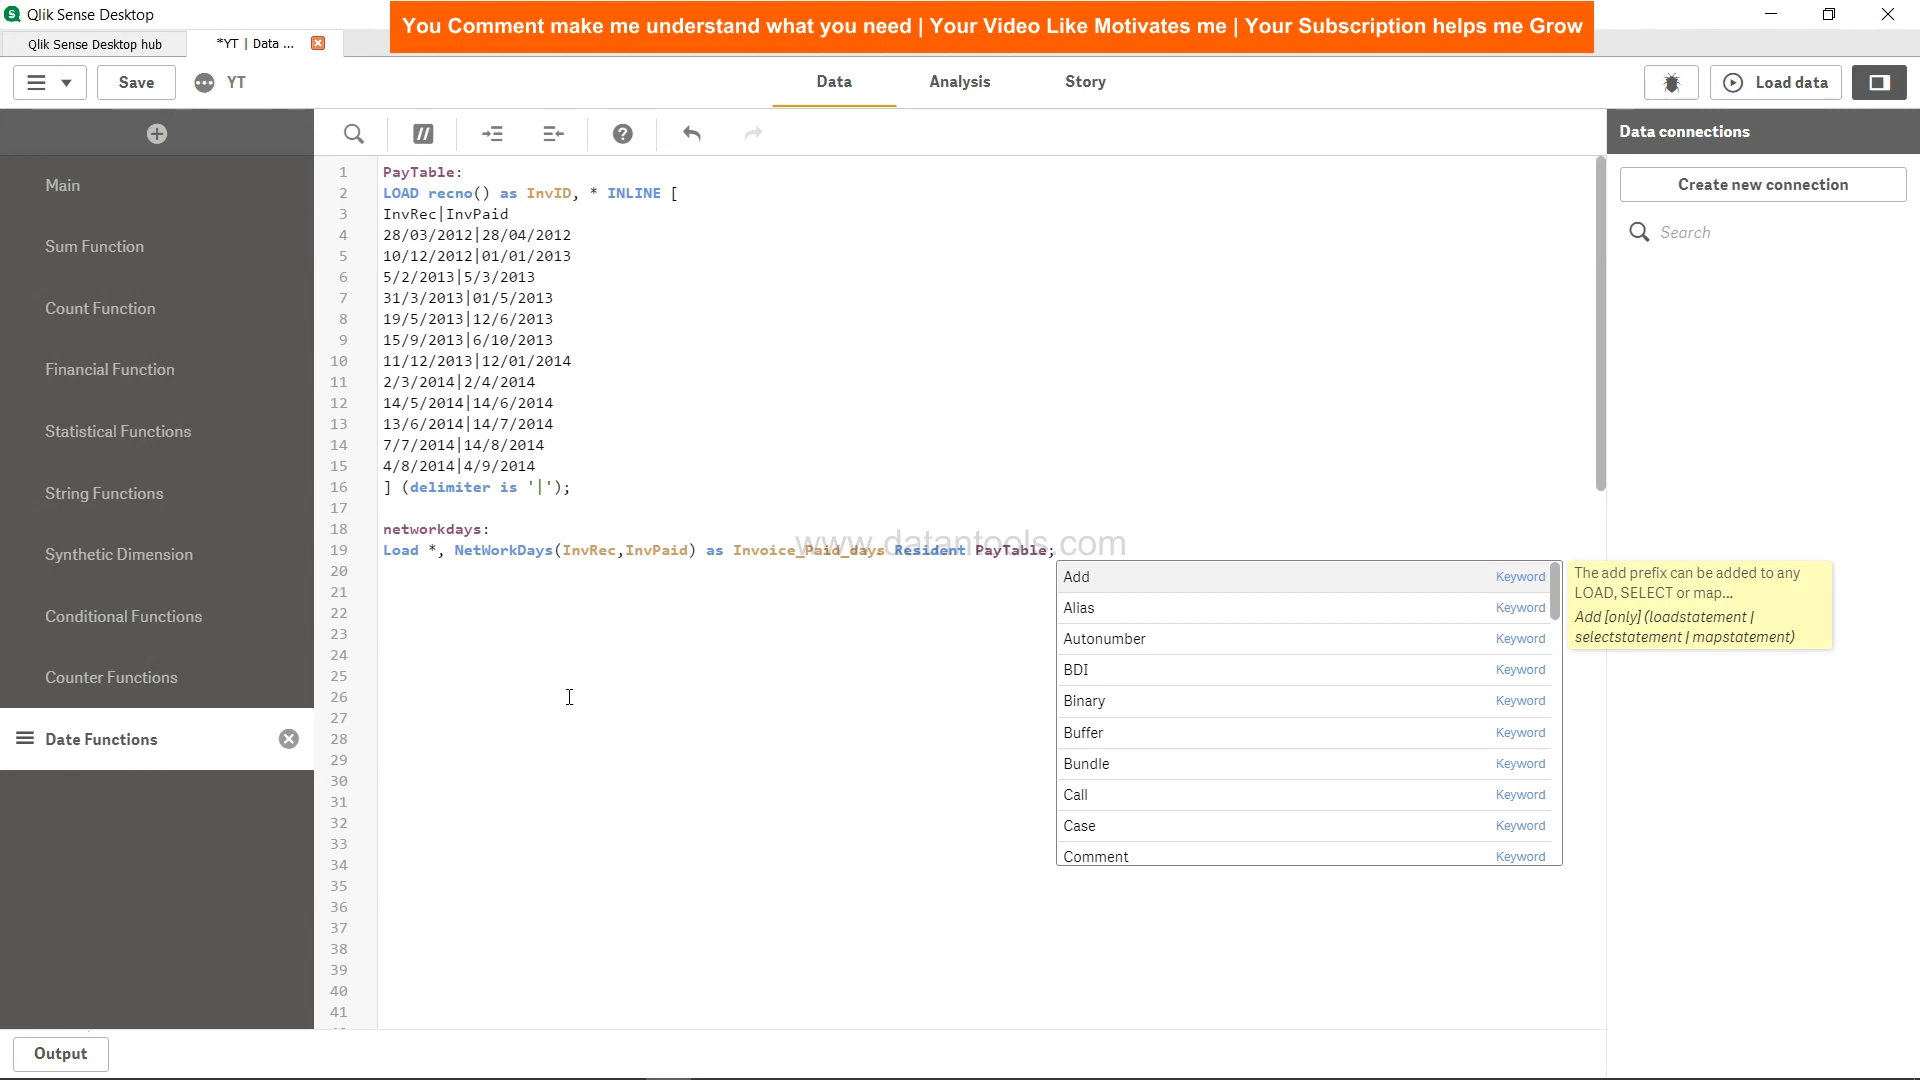 Qlik Sense Desktop
You Comment make me understand what you need | Your Video Like Motivates me | Your Subscription helps me Grow
Qlik Sense Desktop hub
*YT | Data ...
Save
YT
Data
Analysis
Story
Load data
Data connections
Create new connection
Search
Main
Sum Function
Count Function
Financial Function
Statistical Functions
String Functions
Synthetic Dimension
Conditional Functions
Counter Functions
Date Functions
1 PayTable:
2 LOAD recno() as InvID, * INLINE [
3 InvRec|InvPaid
4 28/03/2012|28/04/2012
5 10/12/2012|01/01/2013
6 5/2/2013|5/3/2013
7 31/3/2013|01/5/2013
8 19/5/2013|12/6/2013
9 15/9/2013|6/10/2013
10 11/12/2013|12/01/2014
11 2/3/2014|2/4/2014
12 14/5/2014|14/6/2014
13 13/6/2014|14/7/2014
14 7/7/2014|14/8/2014
15 4/8/2014|4/9/2014
16 ] (delimiter is '|');
17
18 networkdays:
19 Load *, NetWorkDays(InvRec,InvPaid) as Invoice_Paid_days Resident PayTable;
www.datantools.com
20
21
22
23
24
25
26
27
28
29
30
31
32
33
34
35
36
37
38
39
40
41
Add Keyword
Alias Keyword
Autonumber Keyword
BDI Keyword
Binary Keyword
Buffer Keyword
Bundle Keyword
Call Keyword
Case Keyword
Comment Keyword
The add prefix can be added to any
LOAD, SELECT or map...
Add [only] (loadstatement |
selectstatement | mapstatement)
Output